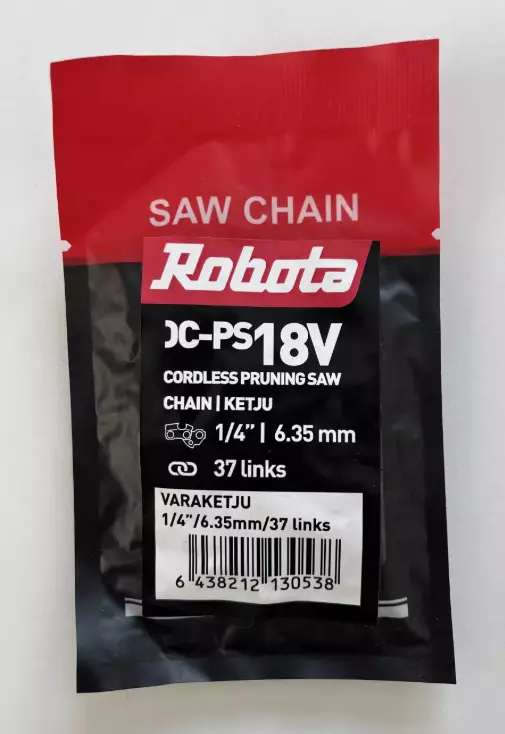 SAW CHAIN
Robota
DC-PS18V
CORDLESS PRUNING SAW
CHAIN | KETJU
1/4" | 6.35 mm
37 links
VARAKETJU
1/4"/6.35mm/37 links
6 438212 130538